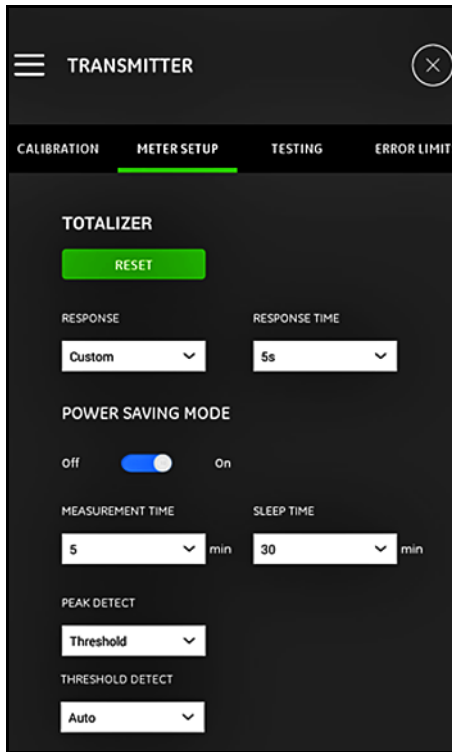 TRANSMITTER
CALIBRATION METER SETUP TESTING ERROR LIMIT
TOTALIZER
RESET
RESPONSE RESPONSE TIME
Custom 5s
POWER SAVING MODE
Off On
MEASUREMENT TIME SLEEP TIME
5 min 30 min
PEAK DETECT
Threshold
THRESHOLD DETECT
Auto